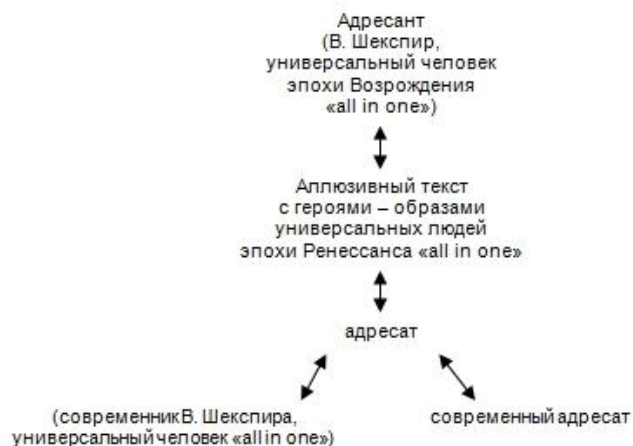 Адресант
(В. Шекспир,
универсальный человек
эпохи Возрождения
«all in one»)
Аллюзивный текст
с героями – образами
универсальных людей
эпохи Ренессанса «all in one»
адресат
(современник В. Шекспира,
универсальный человек «all in one»)
современный адресат